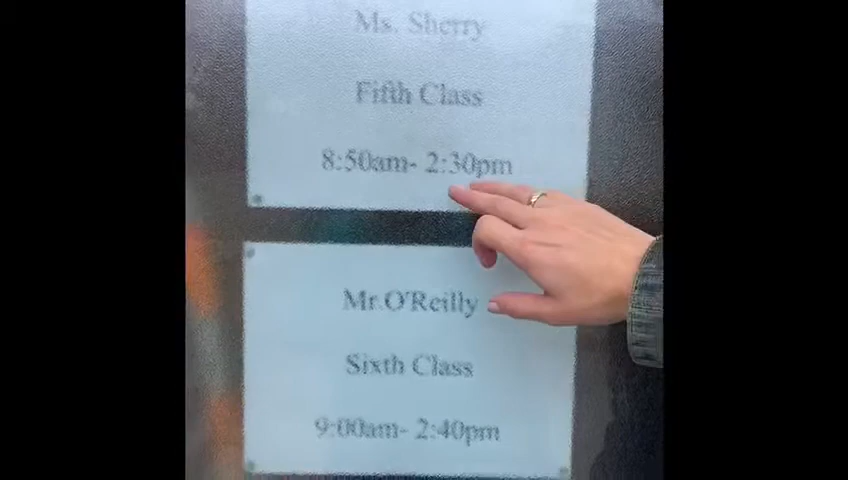 Ms. Sherry
Fifth Class
8:50am- 2:30pm
Mr.O'Reilly
Sixth Class
9:00am- 2:40pm